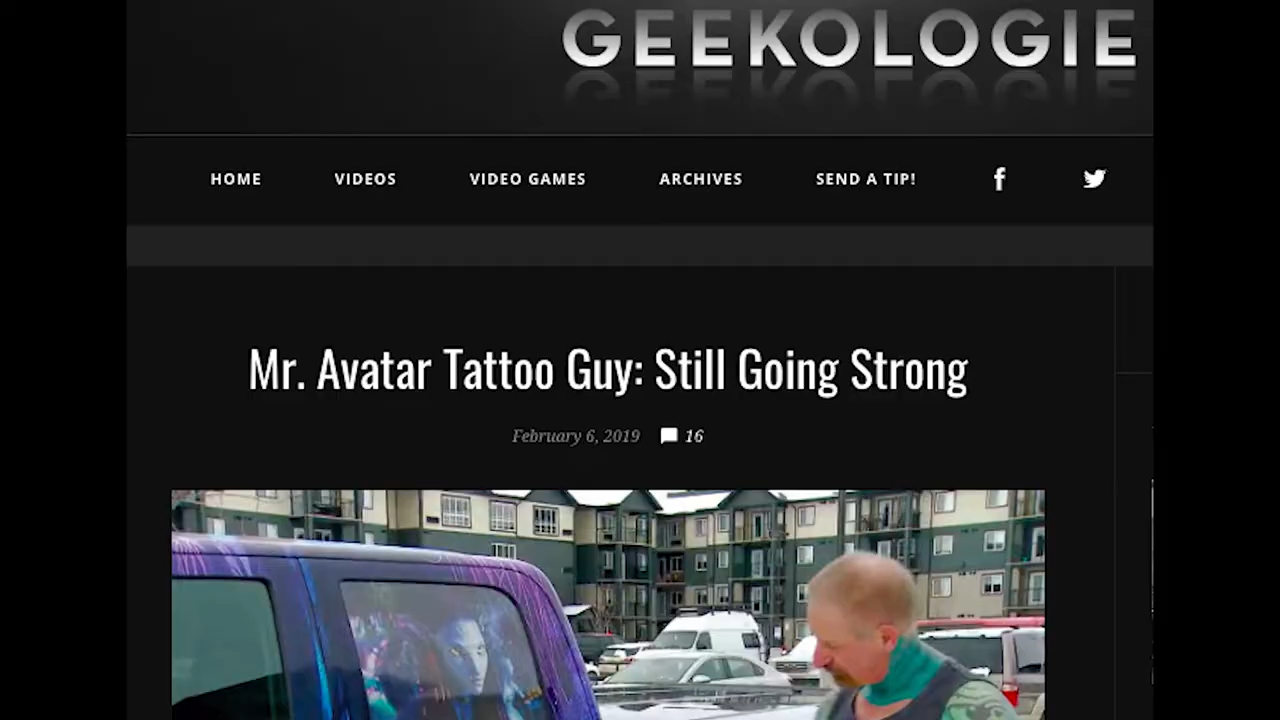 GEEKOLOGIE
HOME VIDEOS VIDEO GAMES ARCHIVES SEND A TIP!
Mr. Avatar Tattoo Guy: Still Going Strong
February 6, 2019 16